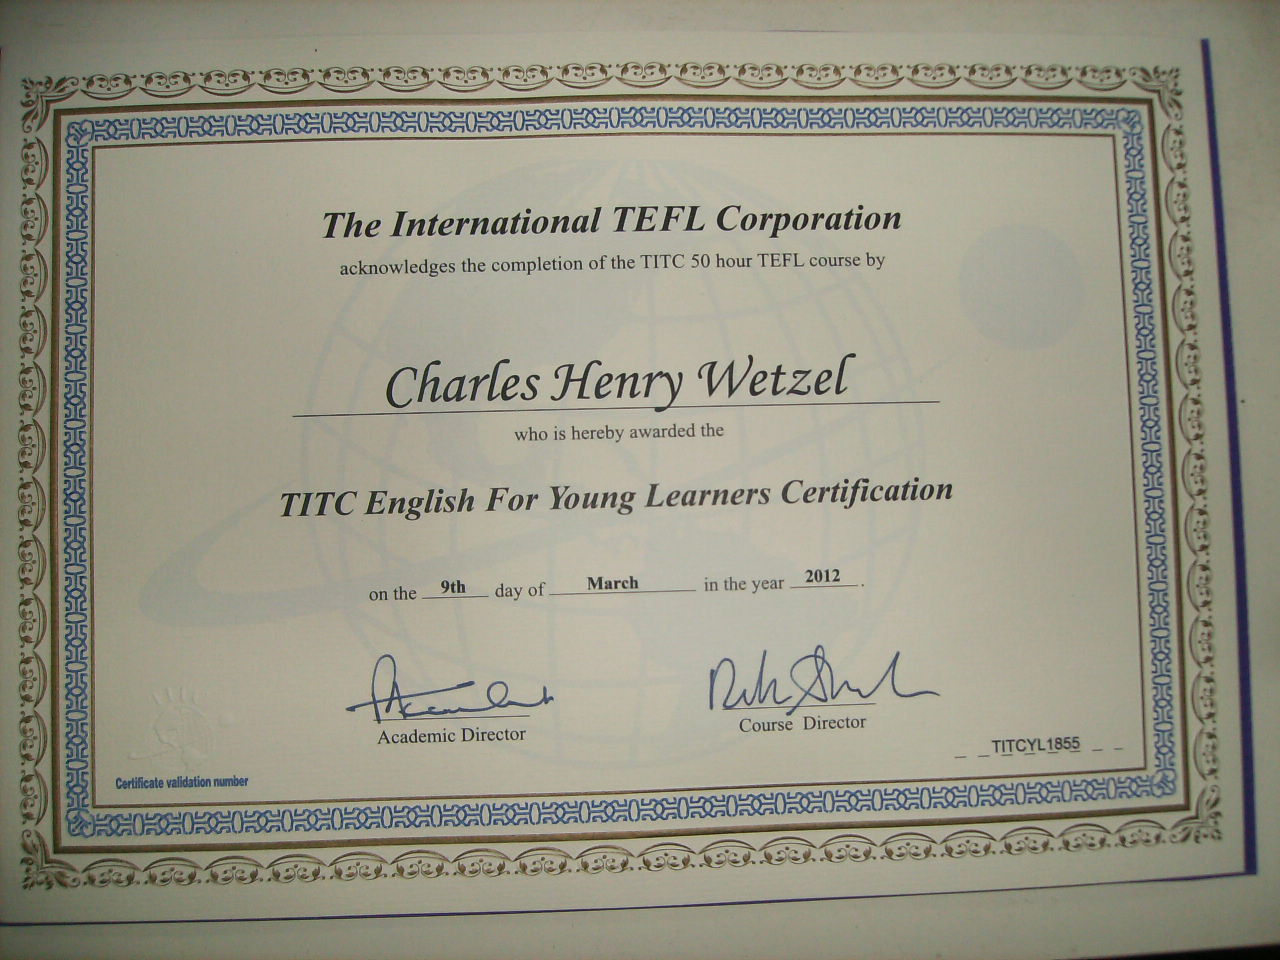 The International TEFL Corporation
acknowledges the completion of the TITC 50 hour TEFL course by
Charles Henry Wetzel
who is hereby awarded the
TITC English For Young Learners Certification
on the 9th day of March in the year 2012 .
Academic Director
Course Director
TITCYL1855
Certificate validation number